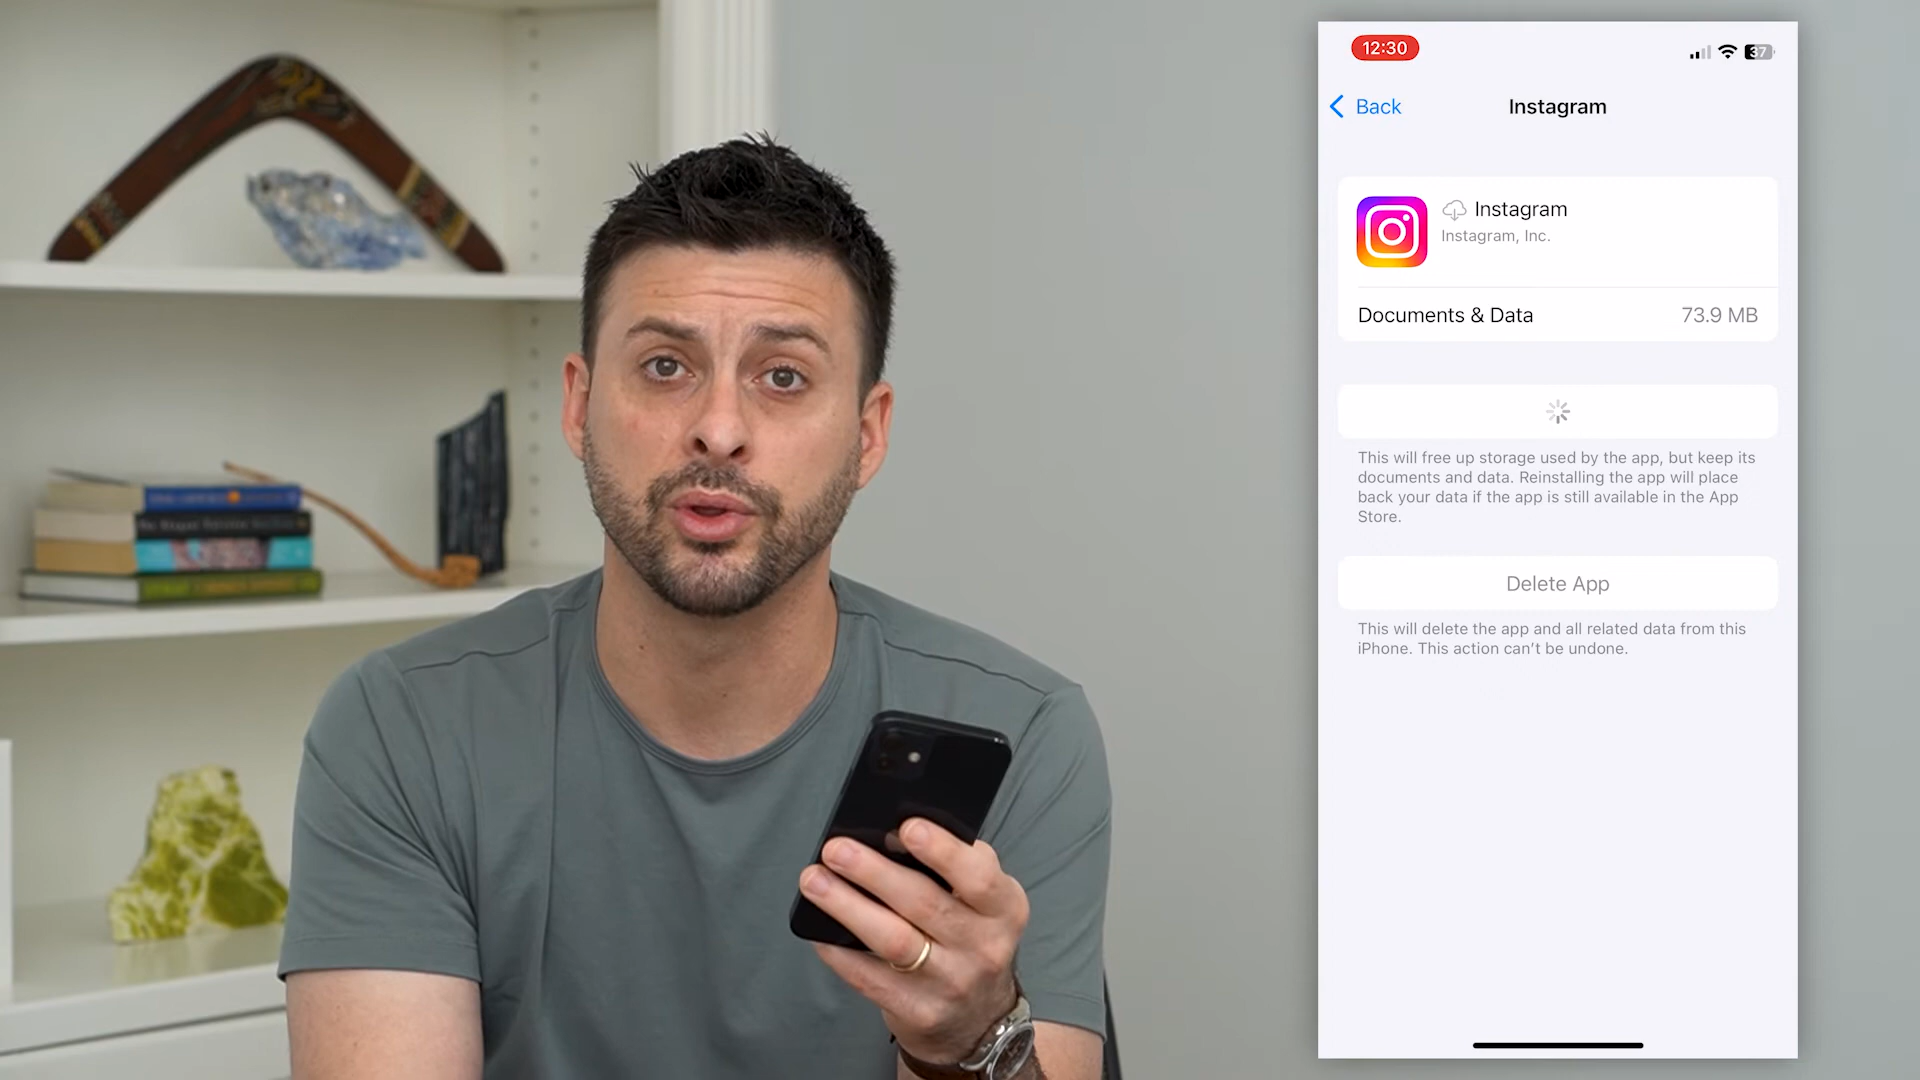 12:30
37
Back
Instagram
Instagram
Instagram, Inc.
Documents & Data
73.9 MB
This will free up storage used by the app, but keep its
documents and data. Reinstalling the app will place
back your data if the app is still available in the App
Store.
Delete App
This will delete the app and all related data from this
iPhone. This action can't be undone.